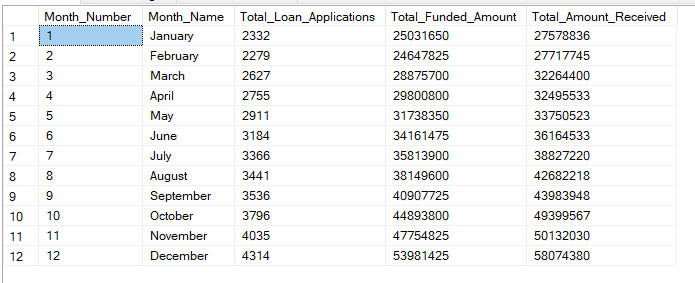 Month_Number Month_Name Total_Loan_Applications Total_Funded_Amount Total_Amount_Received
1 1 January 2332 25031650 27578836
2 2 February 2279 24647825 27717745
3 3 March 2627 28875700 32264400
4 4 April 2755 29800800 32495533
5 5 May 2911 31738350 33750523
6 6 June 3184 34161475 36164533
7 7 July 3366 35813900 38827220
8 8 August 3441 38149600 42682218
9 9 September 3536 40907725 43983948
10 10 October 3796 44893800 49399567
11 11 November 4035 47754825 50132030
12 12 December 4314 53981425 58074380